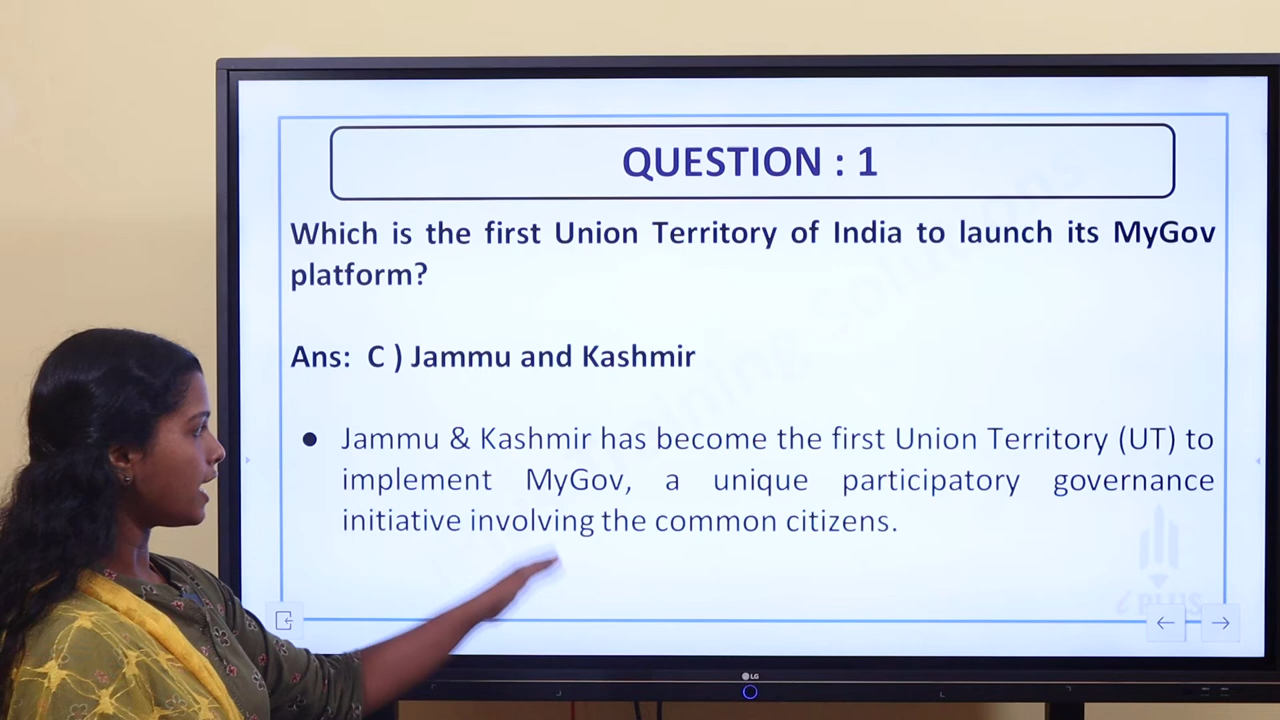 QUESTION : 1
Which is the first Union Territory of India to launch its MyGov
platform?
Ans: C ) Jammu and Kashmir
● Jammu & Kashmir has become the first Union Territory (UT) to
implement MyGov, a unique participatory governance
initiative involving the common citizens.
i PLUS
LG